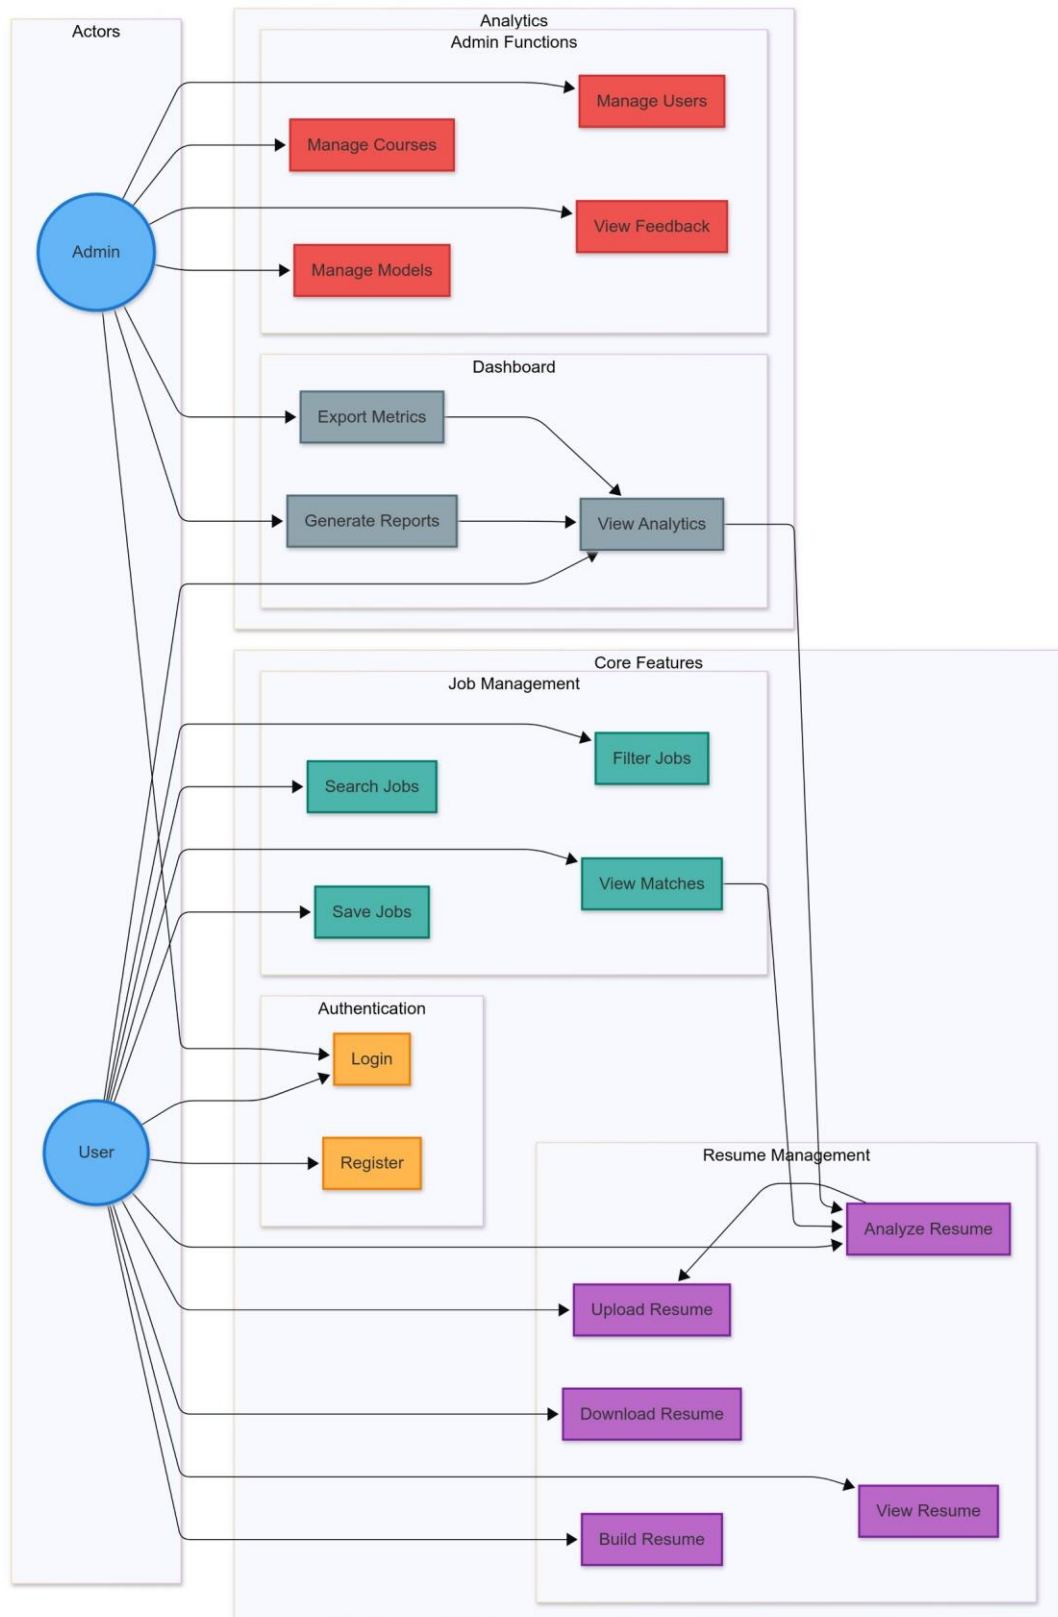 Actors
Admin
User
Analytics
Admin Functions
Manage Users
Manage Courses
View Feedback
Manage Models
Dashboard
Export Metrics
Generate Reports
View Analytics
Core Features
Job Management
Filter Jobs
Search Jobs
View Matches
Save Jobs
Authentication
Login
Register
Resume Management
Analyze Resume
Upload Resume
Download Resume
View Resume
Build Resume